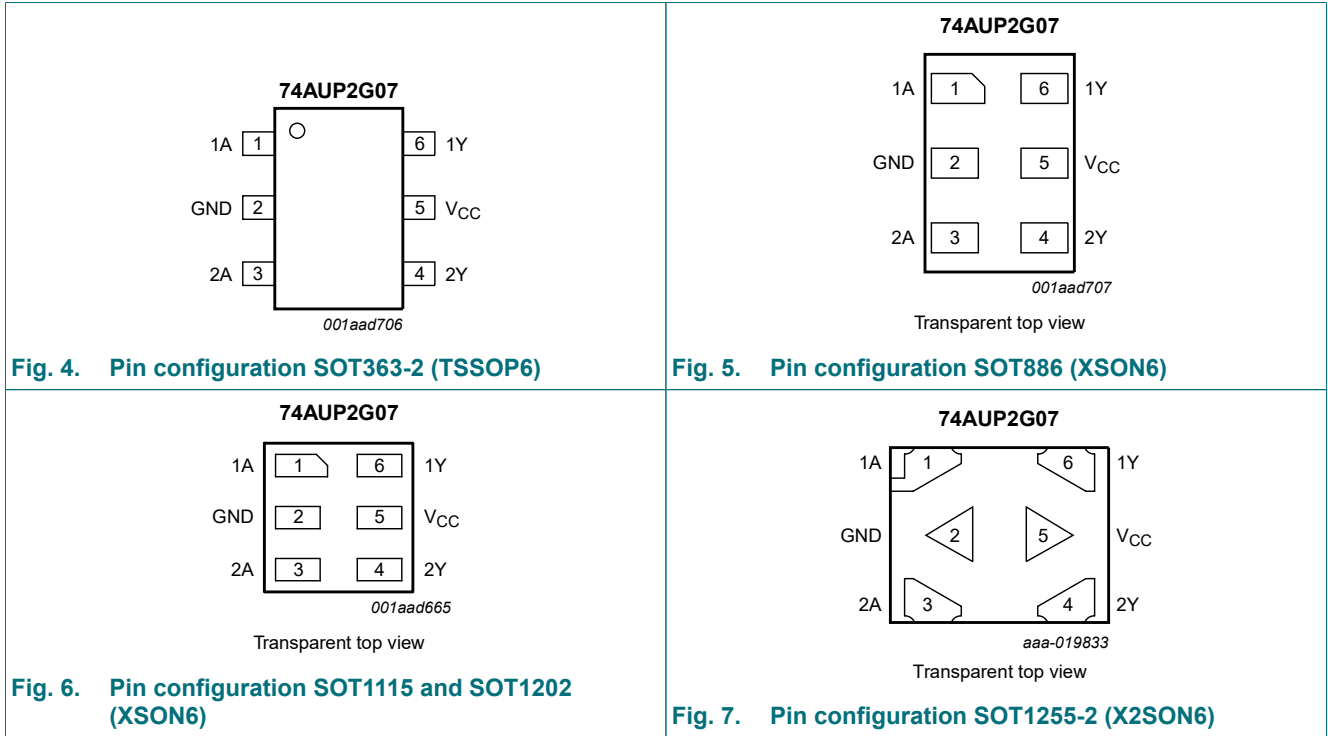 74AUP2G07
1A 1 6 1Y
GND 2 5 VCC
2A 3 4 2Y
001aad706
Fig. 4. Pin configuration SOT363-2 (TSSOP6)
74AUP2G07
1A 1 6 1Y
GND 2 5 VCC
2A 3 4 2Y
001aad707
Transparent top view
Fig. 5. Pin configuration SOT886 (XSON6)
74AUP2G07
1A 1 6 1Y
GND 2 5 VCC
2A 3 4 2Y
001aad665
Transparent top view
Fig. 6. Pin configuration SOT1115 and SOT1202
(XSON6)
74AUP2G07
1A 1 6 1Y
GND 2 5 VCC
2A 3 4 2Y
aaa-019833
Transparent top view
Fig. 7. Pin configuration SOT1255-2 (X2SON6)